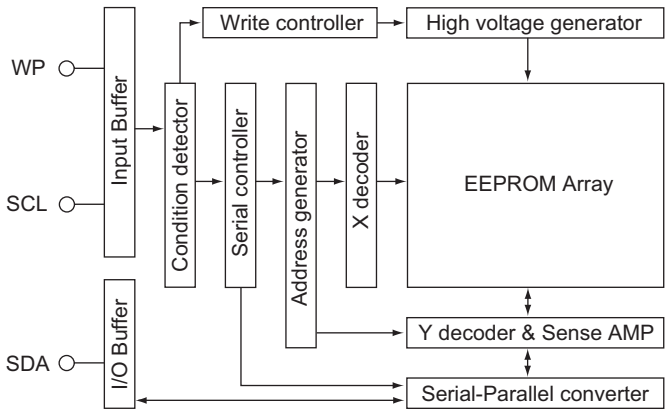 Write controller
High voltage generator
WP
SCL
SDA
Input Buffer
I/O Buffer
Condition detector
Serial controller
Address generator
X decoder
EEPROM Array
Y decoder & Sense AMP
Serial-Parallel converter